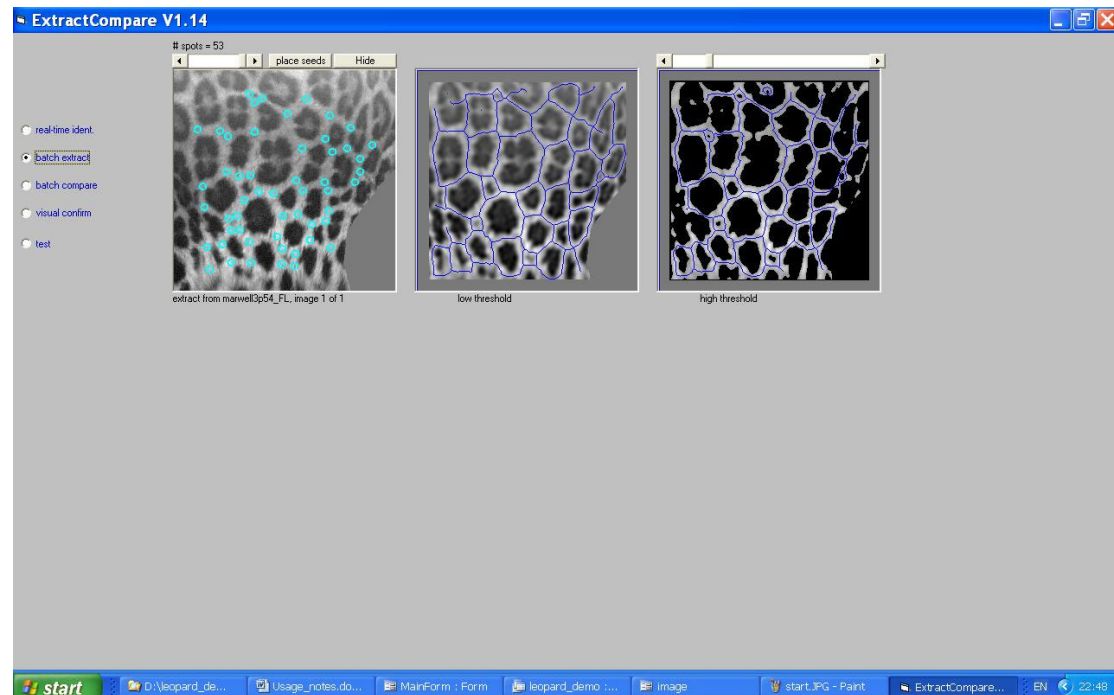 ExtractCompare V1.14
# spots = 53
place seeds
Hide
real-time ident.
batch extract
batch compare
visual confirm
test
extract from marwell3p54_FL, image 1 of 1
low threshold
high threshold
start
D:\leopard_de...
Usage_notes.do...
MainForm : Form
leopard_demo :...
image
start.JPG - Paint
ExtractCompare...
EN
22:48